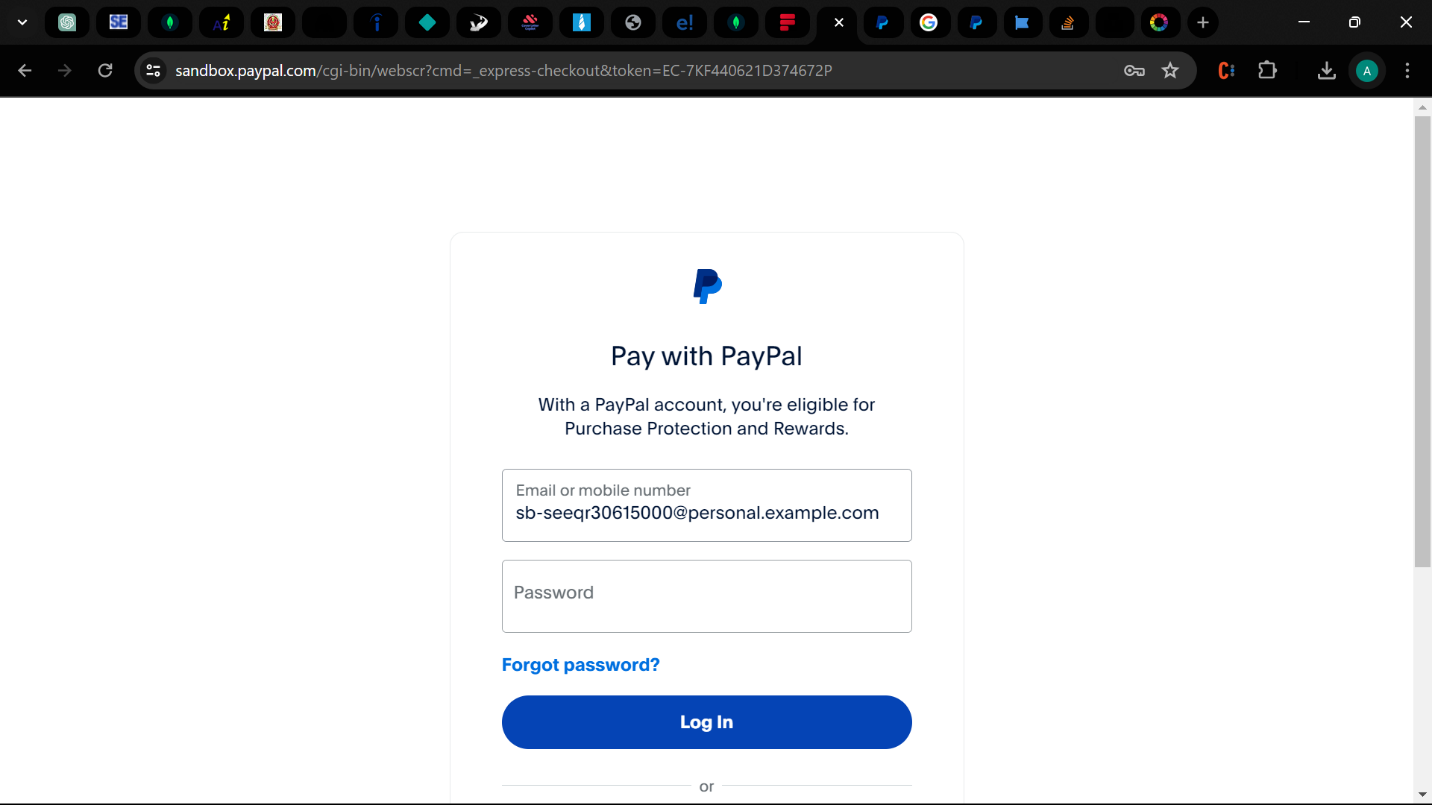 SE
Ai
e!
sandbox.paypal.com/cgi-bin/webscr?cmd=_express-checkout&token=EC-7KF440621D374672P
A
Pay with PayPal
With a PayPal account, you're eligible for
Purchase Protection and Rewards.
Email or mobile number
sb-seeqr30615000@personal.example.com
Password
Forgot password?
Log In
or